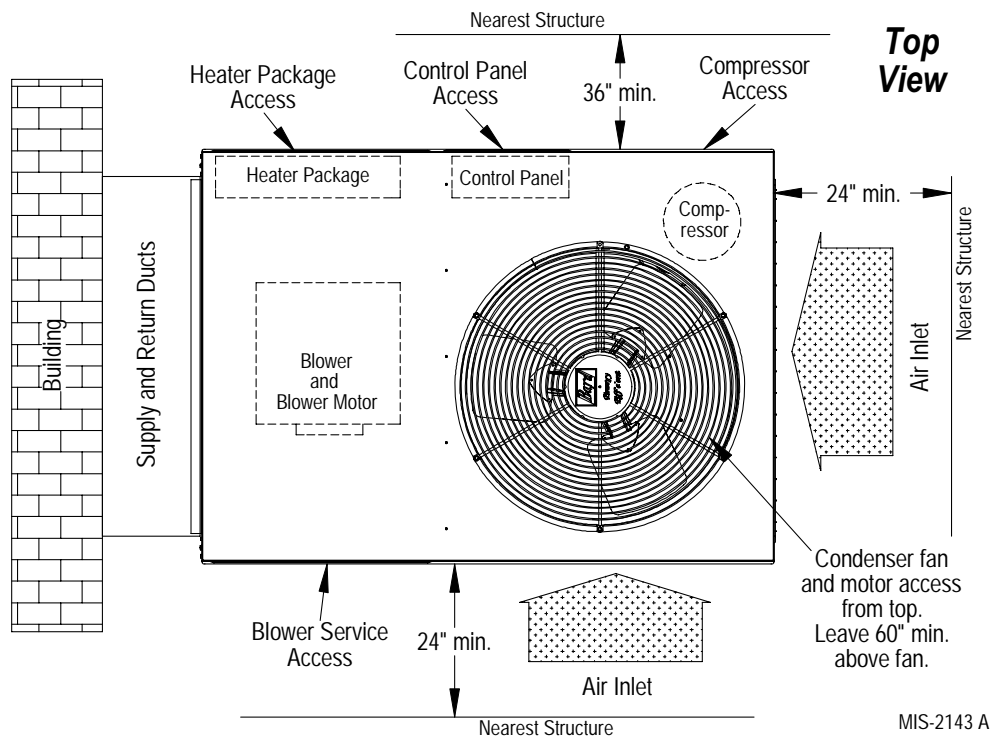 Nearest Structure
Top
View
Heater Package
Access
Control Panel
Access
36" min.
Compressor
Access
Heater Package
Control Panel
Comp-
ressor
24" min.
Nearest Structure
Building
Supply and Return Ducts
Blower
and
Blower Motor
Bard
Air Inlet
Condenser fan
and motor access
from top.
Leave 60" min.
above fan.
Blower Service
Access
24" min.
Air Inlet
Nearest Structure
MIS-2143 A